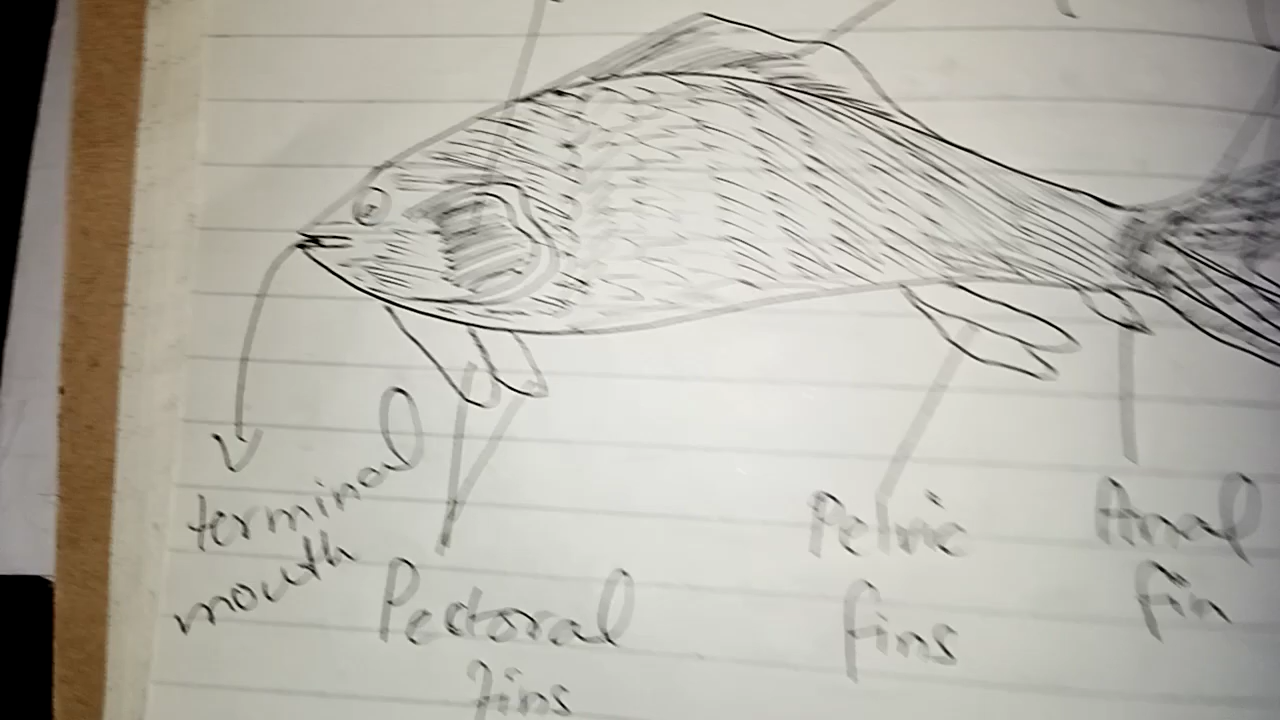 terminal
mouth
Pectoral
fins
Pelvic
fins
Anal
fin